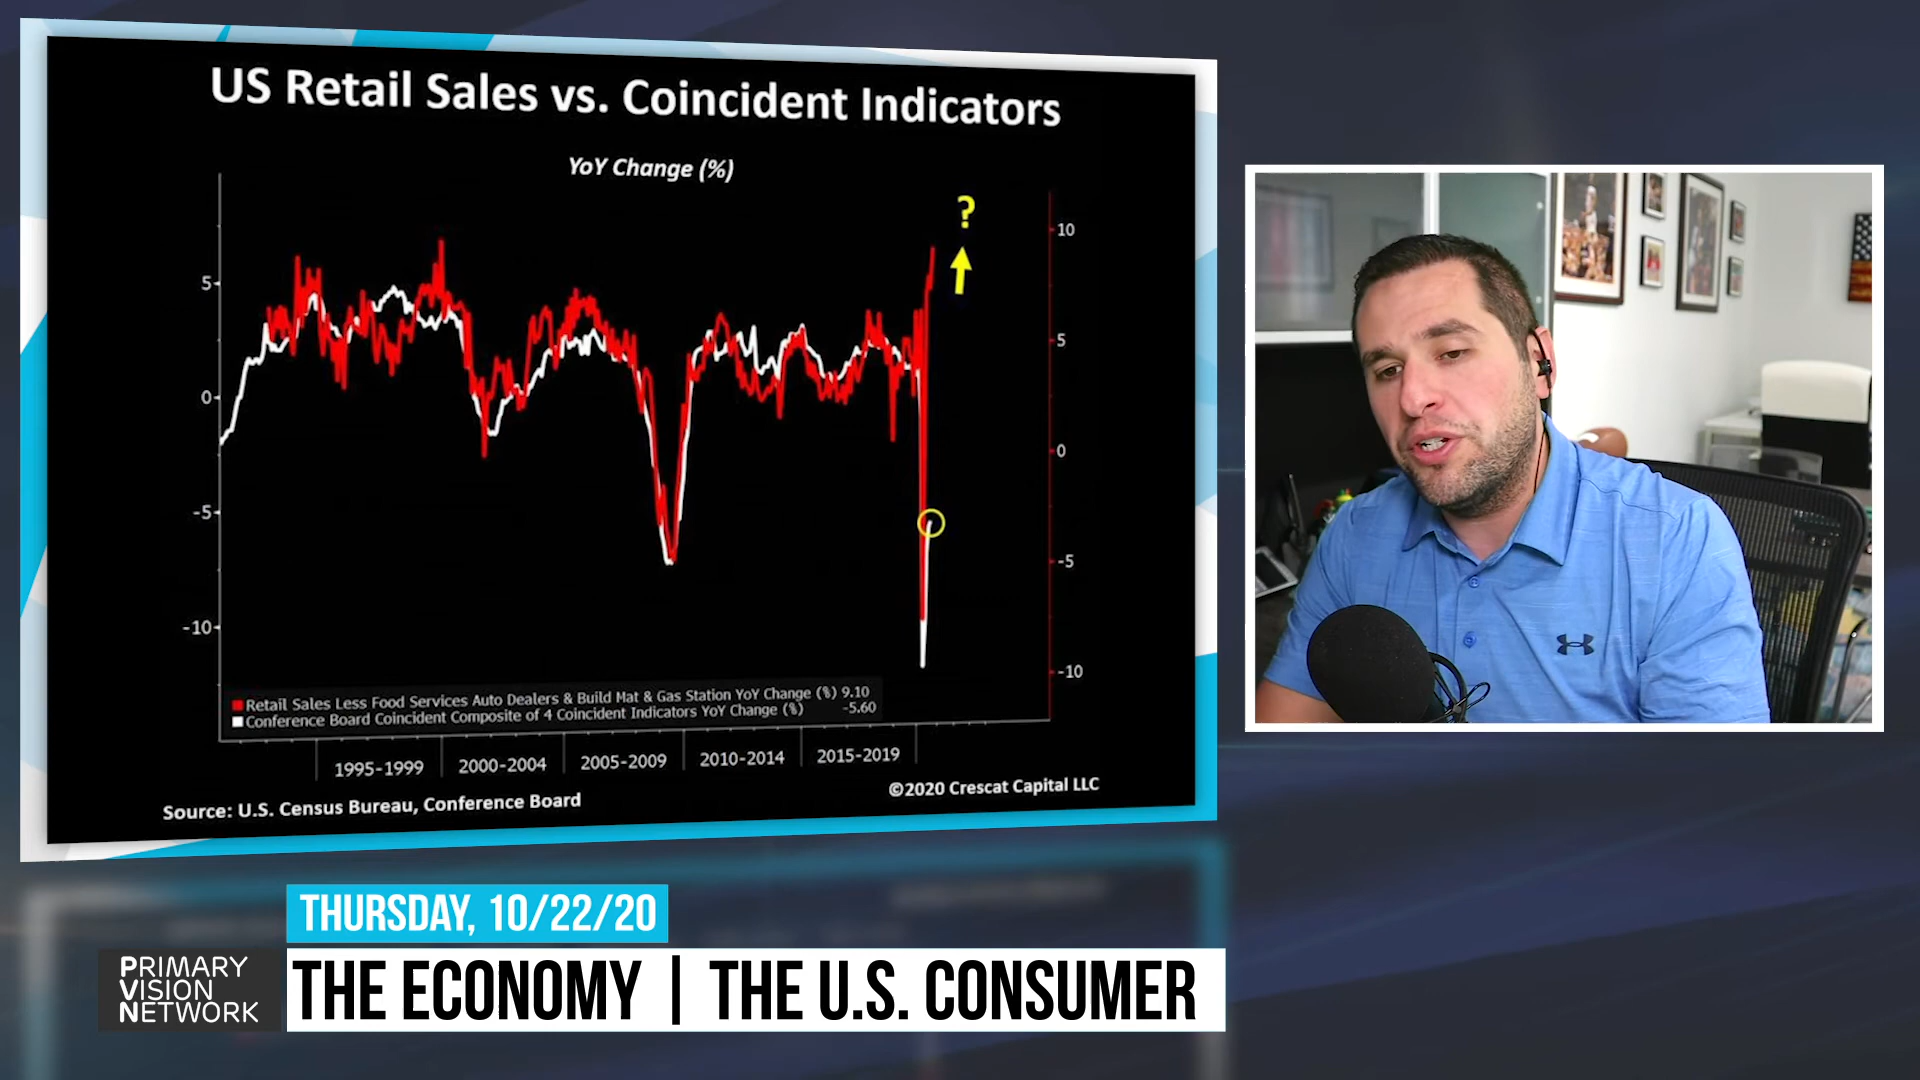 US Retail Sales vs. Coincident Indicators
YoY Change (%)
?
10
5
5
0
0
-5
-5
-10
-10
Retail Sales Less Food Services Auto Dealers & Build Mat & Gas Station YoY Change (%) 9.10
Conference Board Coincident Composite of 4 Coincident Indicators YoY Change (%) -5.60
1995-1999
2000-2004
2005-2009
2010-2014
2015-2019
©2020 Crescat Capital LLC
Source: U.S. Census Bureau, Conference Board
THURSDAY, 10/22/20
PRIMARY
VISION
NETWORK
THE ECONOMY | THE U.S. CONSUMER